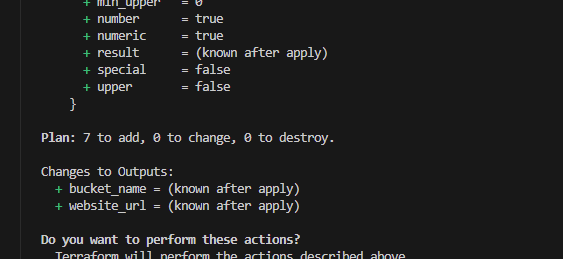 + min_upper = 0
+ number = true
+ numeric = true
+ result = (known after apply)
+ special = false
+ upper = false
}
Plan: 7 to add, 0 to change, 0 to destroy.
Changes to Outputs:
+ bucket_name = (known after apply)
+ website_url = (known after apply)
Do you want to perform these actions?
Terraform will perform the actions described above.